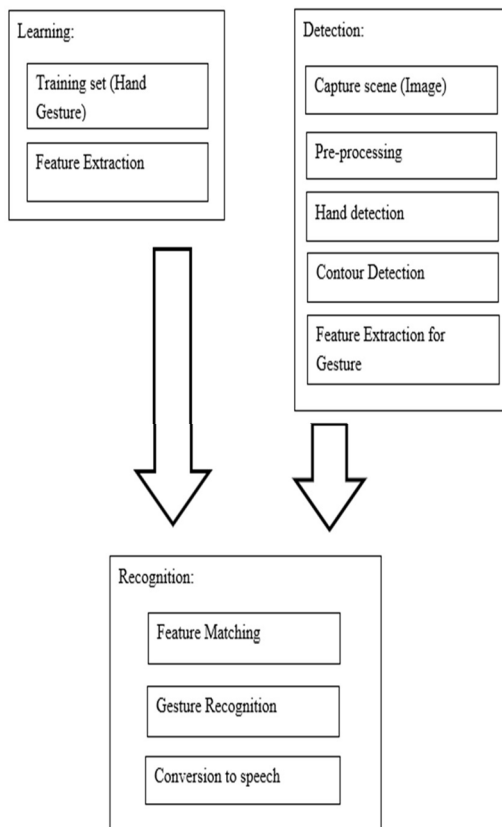 Learning:
Training set (Hand
Gesture)
Feature Extraction
Detection:
Capture scene (Image)
Pre-processing
Hand detection
Contour Detection
Feature Extraction for
Gesture
Recognition:
Feature Matching
Gesture Recognition
Conversion to speech